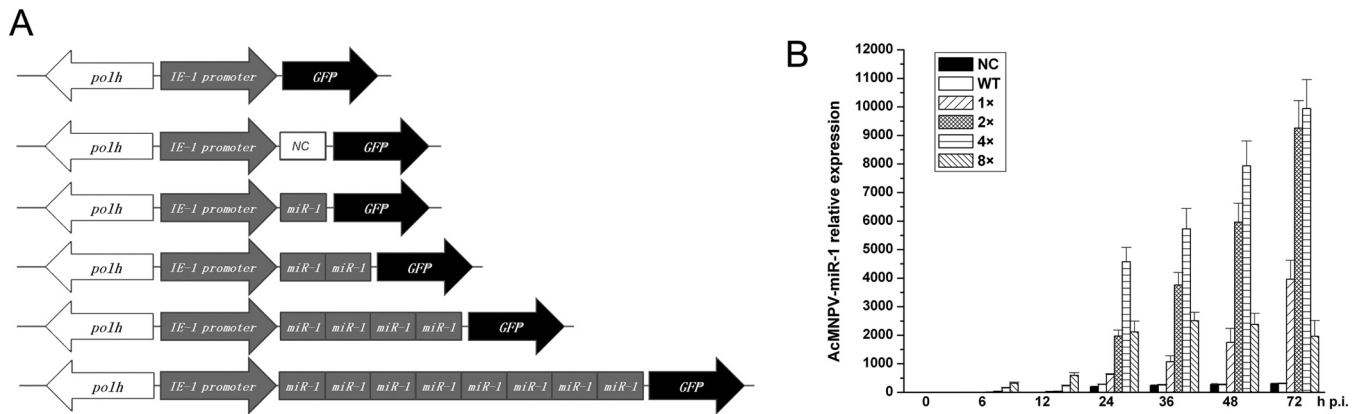 A
polh IE-1 promoter GFP
polh IE-1 promoter NC GFP
polh IE-1 promoter miR-1 GFP
polh IE-1 promoter miR-1 miR-1 GFP
polh IE-1 promoter miR-1 miR-1 miR-1 miR-1 GFP
polh IE-1 promoter miR-1 miR-1 miR-1 miR-1 miR-1 miR-1 miR-1 miR-1 GFP
B
AcMNPV-miR-1 relative expression
12000
11000
10000
9000
8000
7000
6000
5000
4000
3000
2000
1000
0
NC
WT
1×
2×
4×
8×
0 6 12 24 36 48 72 h p.i.